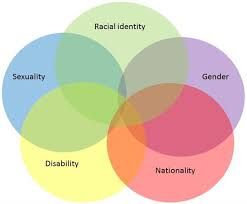 Racial identity
Sexuality
Gender
Disability
Nationality